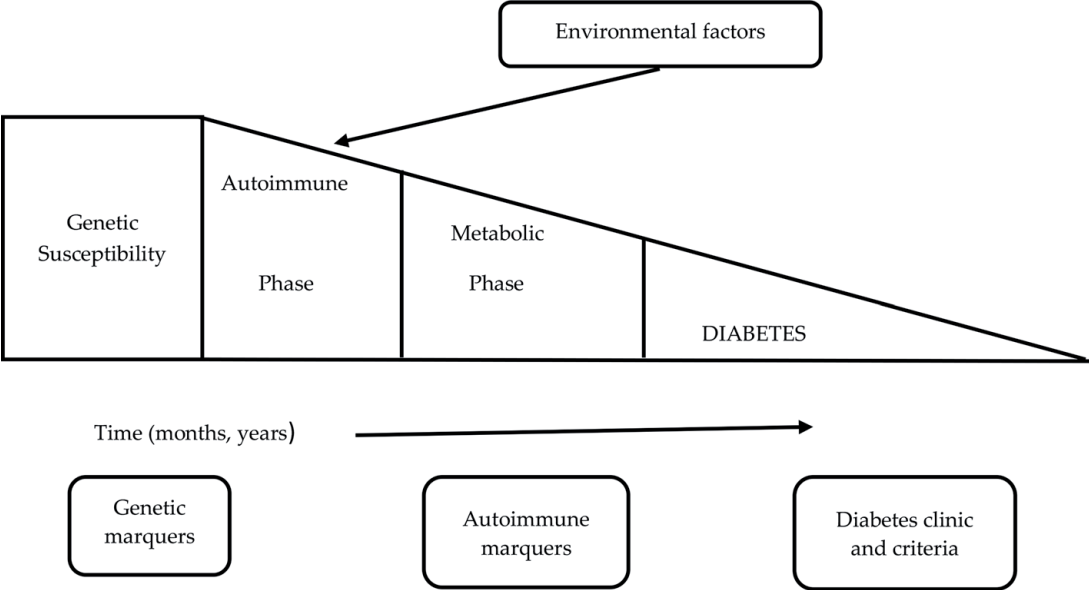 Environmental factors
Genetic
Susceptibility
Autoimmune
Phase
Metabolic
Phase
DIABETES
Time (months, years)
Genetic
marquers
Autoimmune
marquers
Diabetes clinic
and criteria